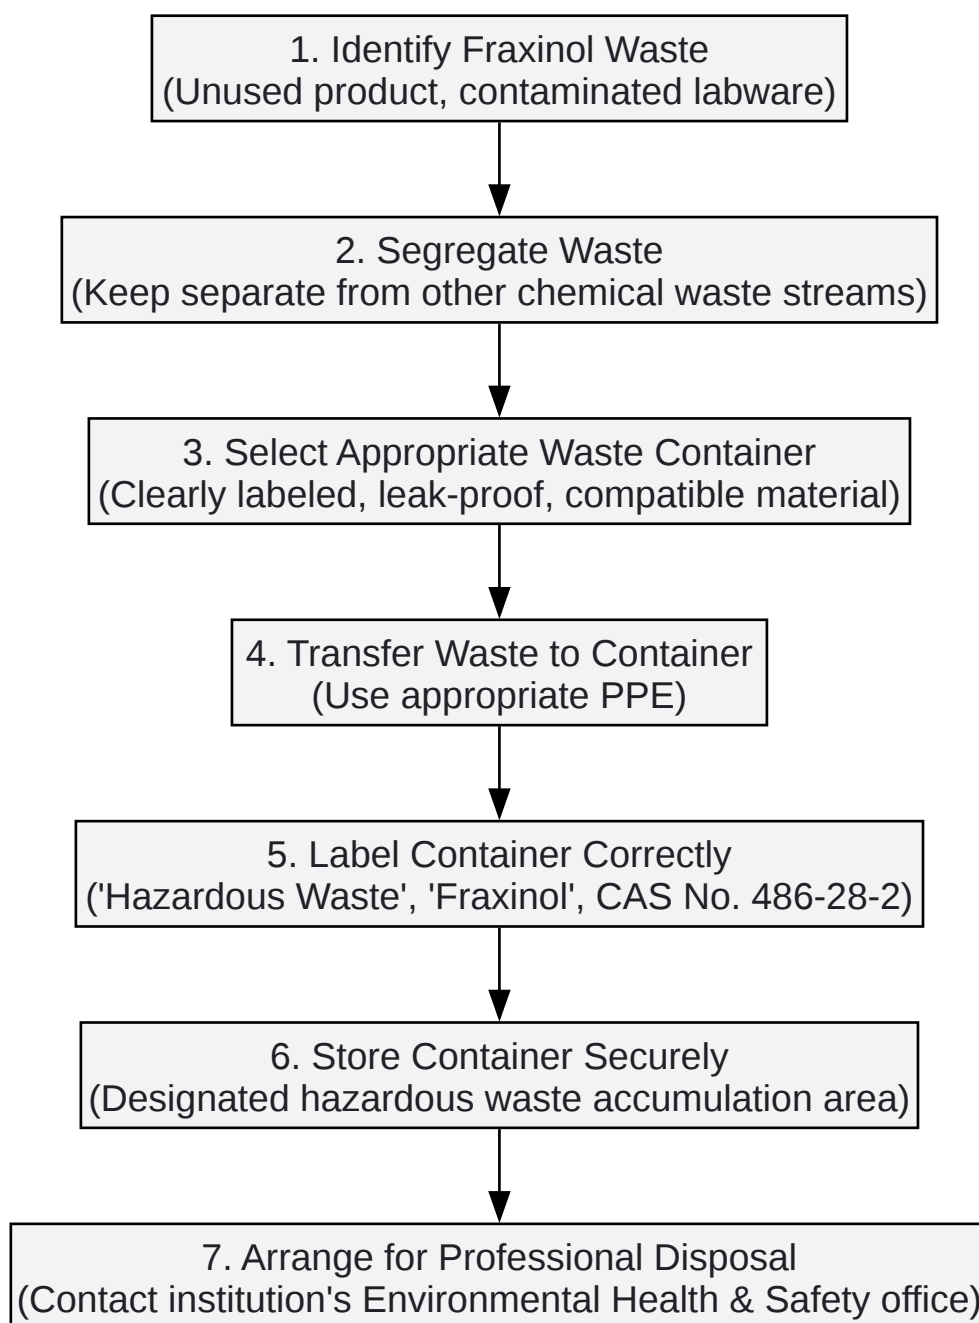 1. Identify Fraxinol Waste
(Unused product, contaminated labware)
2. Segregate Waste
(Keep separate from other chemical waste streams)
3. Select Appropriate Waste Container
(Clearly labeled, leak-proof, compatible material)
4. Transfer Waste to Container
(Use appropriate PPE)
5. Label Container Correctly
('Hazardous Waste', 'Fraxinol', CAS No. 486-28-2)
6. Store Container Securely
(Designated hazardous waste accumulation area)
7. Arrange for Professional Disposal
(Contact institution's Environmental Health & Safety office)